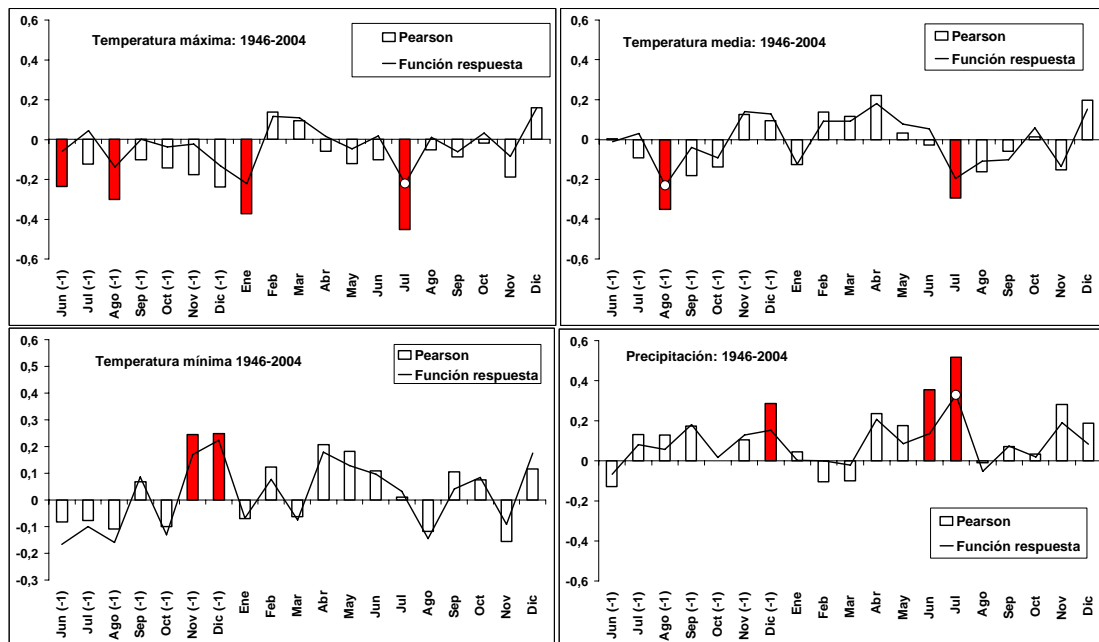 Temperatura máxima: 1946-2004
Pearson
Función respuesta
0,6
0,4
0,2
0
-0,2
-0,4
-0,6
Jun (-1)
Jul (-1)
Ago (-1)
Sep (-1)
Oct (-1)
Nov (-1)
Dic (-1)
Ene
Feb
Mar
Abr
May
Jun
Jul
Ago
Sep
Oct
Nov
Dic
Temperatura media: 1946-2004
Pearson
Función respuesta
0,6
0,4
0,2
0
-0,2
-0,4
-0,6
Jun (-1)
Jul (-1)
Ago (-1)
Sep (-1)
Oct (-1)
Nov (-1)
Dic (-1)
Ene
Feb
Mar
Abr
May
Jun
Jul
Ago
Sep
Oct
Nov
Dic
Temperatura mínima 1946-2004
Pearson
Función respuesta
0,6
0,5
0,4
0,3
0,2
0,1
0
-0,1
-0,2
-0,3
Jun (-1)
Jul (-1)
Ago (-1)
Sep (-1)
Oct (-1)
Nov (-1)
Dic (-1)
Ene
Feb
Mar
Abr
May
Jun
Jul
Ago
Sep
Oct
Nov
Dic
Precipitación: 1946-2004
0,6
0,4
0,2
0
-0,2
-0,4
-0,6
Pearson
Función respuesta
Jun (-1)
Jul (-1)
Ago (-1)
Sep (-1)
Oct (-1)
Nov (-1)
Dic (-1)
Ene
Feb
Mar
Abr
May
Jun
Jul
Ago
Sep
Oct
Nov
Dic